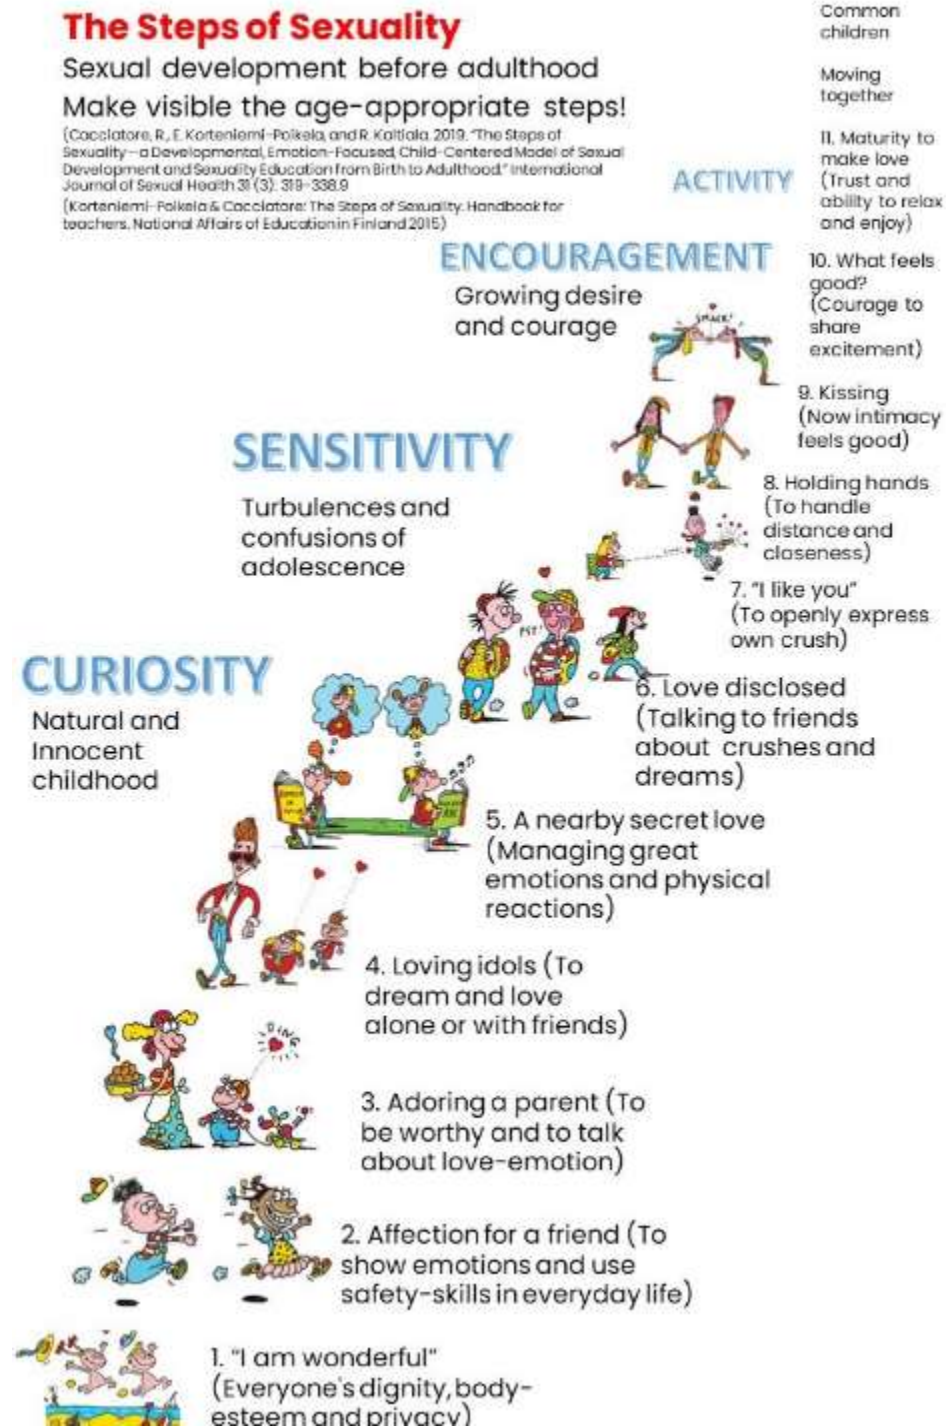 The Steps of Sexuality
Sexual development before adulthood
Make visible the age-appropriate steps!
(Cacciatore, R., E. Korteniemi-Poikela, and R. Kaltiala. 2019. "The Steps of
Sexuality—a Developmental, Emotion-Focused, Child-Centered Model of Sexual
Development and Sexuality Education from Birth to Adulthood." International
Journal of Sexual Health 31 (3): 319-338.9
(Korteniemi-Poikela & Cacciatore: The Steps of Sexuality. Handbook for
teachers. National Affairs of Education in Finland 2015)
Common
children
Moving
together
11. Maturity to
make love
(Trust and
ability to relax
and enjoy)
ACTIVITY
ENCOURAGEMENT
Growing desire
and courage
10. What feels
good?
(Courage to
share
excitement)
SMACK!
9. Kissing
(Now intimacy
feels good)
SENSITIVITY
Turbulences and
confusions of
adolescence
8. Holding hands
(To handle
distance and
closeness)
7. "I like you"
(To openly express
own crush)
PST!
CURIOSITY
Natural and
Innocent
childhood
6. Love disclosed
(Talking to friends
about crushes and
dreams)
5. A nearby secret love
(Managing great
emotions and physical
reactions)
4. Loving idols (To
dream and love
alone or with friends)
DING
3. Adoring a parent (To
be worthy and to talk
about love-emotion)
2. Affection for a friend (To
show emotions and use
safety-skills in everyday life)
1. "I am wonderful"
(Everyone's dignity, body-
esteem and privacy)